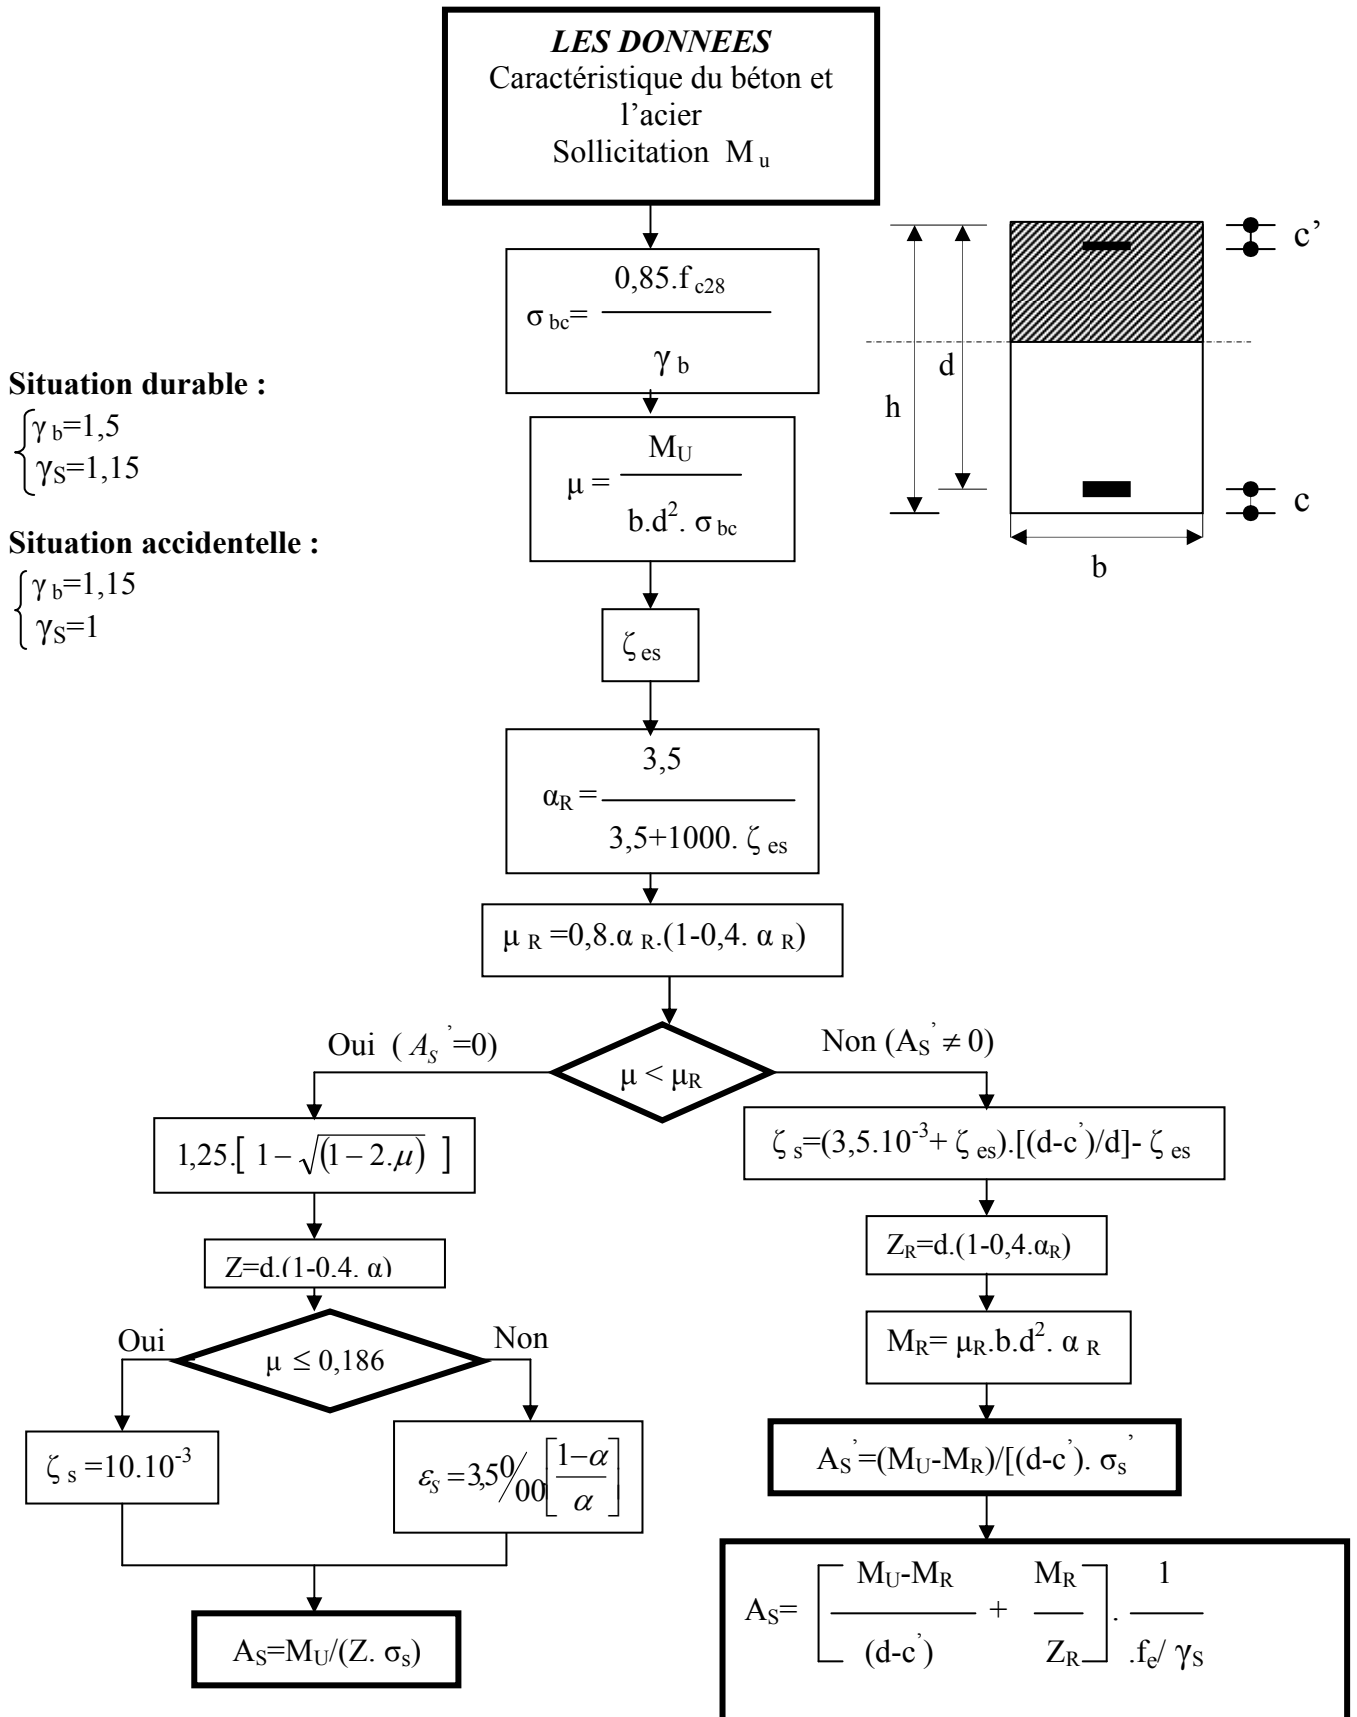 LES DONNEES
Caractéristique du béton et
l’acier
Sollicitation M u
σ bc= 0,85.f c28 / γ b
c’
d
h
c
b
Situation durable :
γ b=1,5
γS=1,15
μ = MU / b.d². σ bc
Situation accidentelle :
γ b=1,15
γS=1
ζ es
αR = 3,5 / 3,5+1000. ζ es
μ R =0,8.α R.(1-0,4. α R)
Oui ( AS ’=0)
μ < μR
Non (AS’ ≠ 0)
1,25.[ 1 − √(1 − 2.μ) ]
Z=d.(1-0.4. α)
Oui
μ ≤ 0,186
Non
ζ s =10.10-3
εS = 3,5 0/00 [1−α / α]
AS=MU/(Z. σs)
ζ s=(3,5.10-3+ ζ es).[(d-c’)/d]- ζ es
ZR=d.(1-0,4.αR)
MR= μR.b.d². α R
AS’=(MU-MR)/[(d-c’). σs’
AS= [ MU-MR / (d-c’) + MR / ZR ] . 1 / .fe/ γS